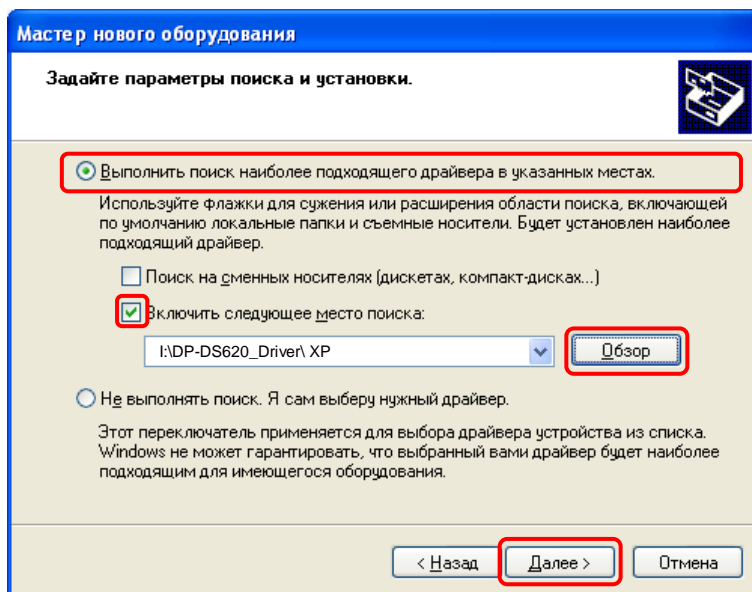 Мастер нового оборудования
Задайте параметры поиска и установки.
Выполнить поиск наиболее подходящего драйвера в указанных местах.
Используйте флажки для сужения или расширения области поиска, включающей
по умолчанию локальные папки и съемные носители. Будет установлен наиболее
подходящий драйвер.
Поиск на сменных носителях (дискетах, компакт-дисках...)
Включить следующее место поиска:
I:\DP-DS620_Driver\ XP
Обзор
Не выполнять поиск. Я сам выберу нужный драйвер.
Этот переключатель применяется для выбора драйвера устройства из списка.
Windows не может гарантировать, что выбранный вами драйвер будет наиболее
подходящим для имеющегося оборудования.
< Назад Далее > Отмена